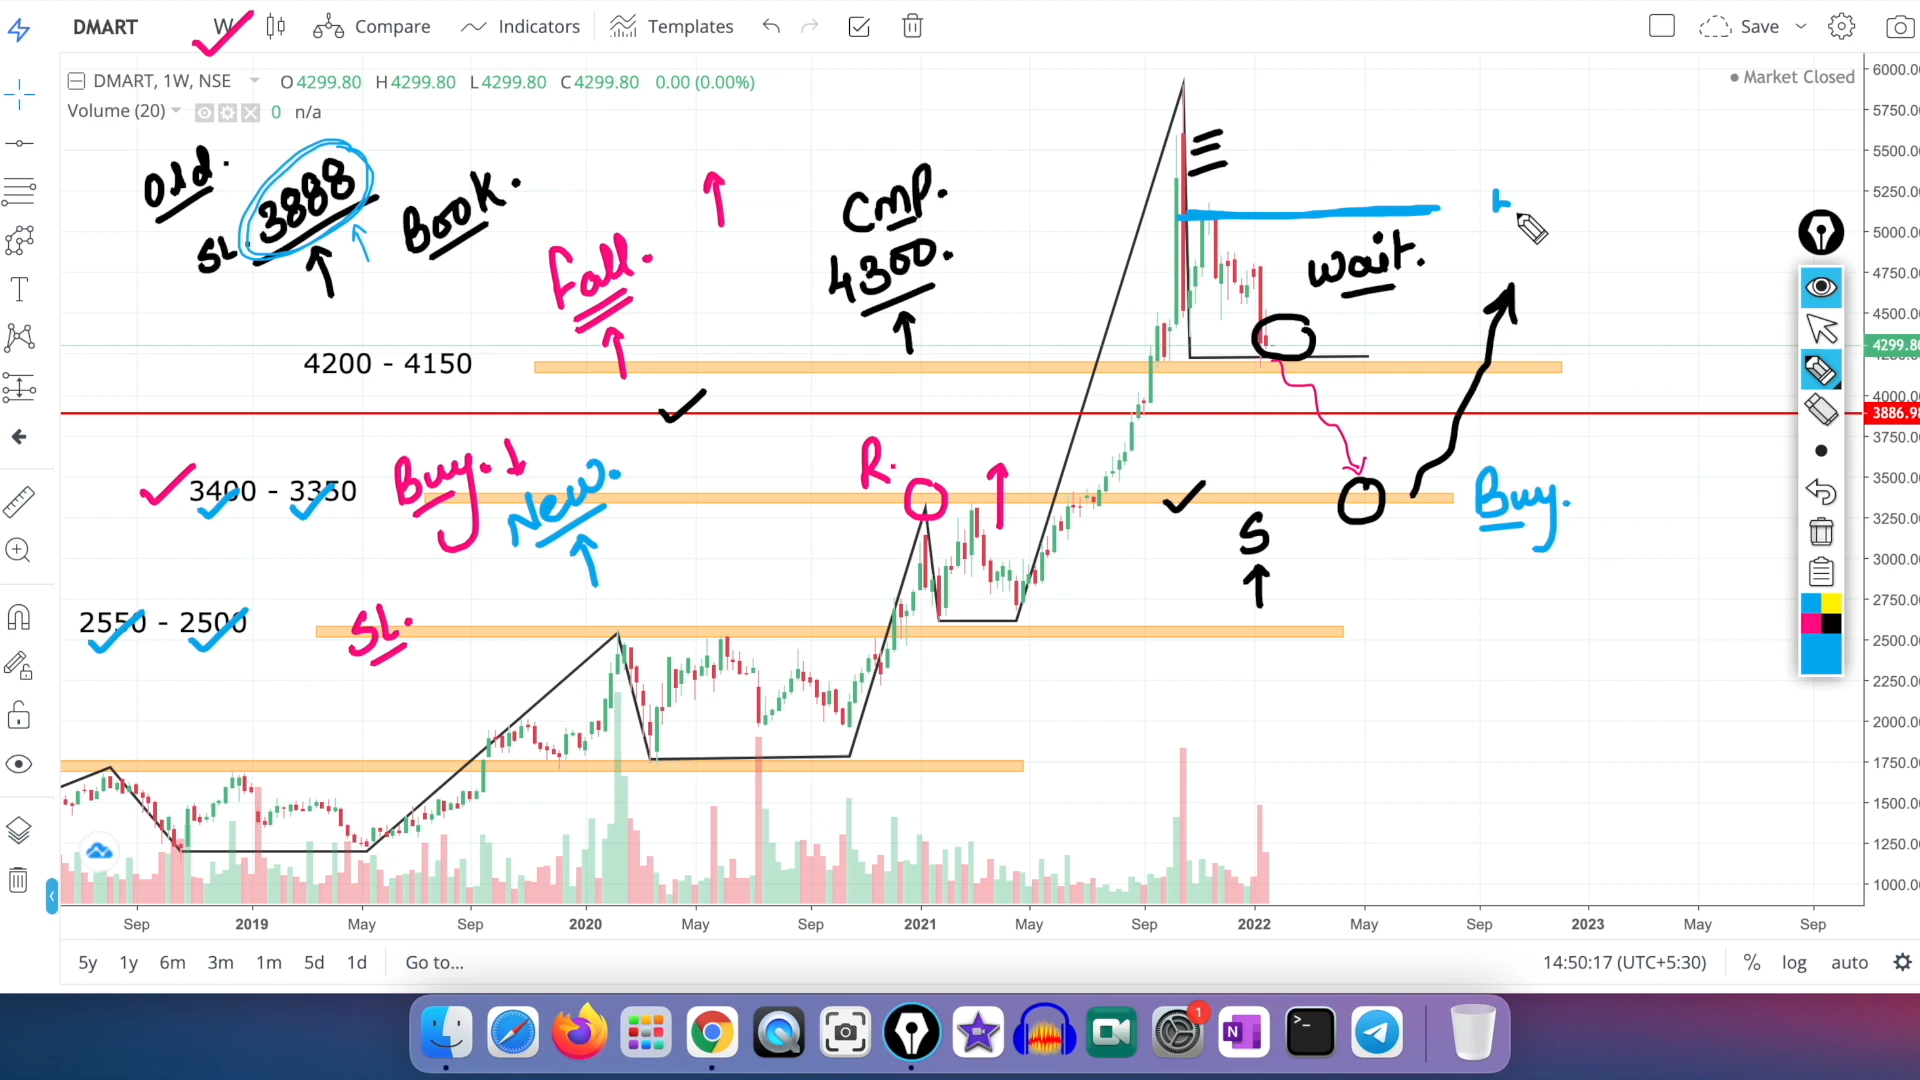 DMART W Compare Indicators Templates Save
DMART, 1W, NSE O4299.80 H4299.80 L4299.80 C4299.80 0.00 (0.00%)
Market Closed
Volume (20) 0 n/a
Old.
3888
SL
Book.
Fall.
Cmp.
4300.
wait.
4200 - 4150
3400 - 3350
Buy.
New.
R.
S
Buy.
2550 - 2500
SL.
6000.0
5750.0
5500.0
5250.0
5000.0
4750.0
4500.0
4299.80
4000.0
3886.98
3750.0
3500.0
3250.0
3000.0
2750.0
2500.0
2250.0
2000.0
1750.0
1500.0
1250.0
1000.0
Sep 2019 May Sep 2020 May Sep 2021 May Sep 2022 May Sep 2023 May Sep
5y 1y 6m 3m 1m 5d 1d Go to... 14:50:17 (UTC+5:30) % log auto
1
N